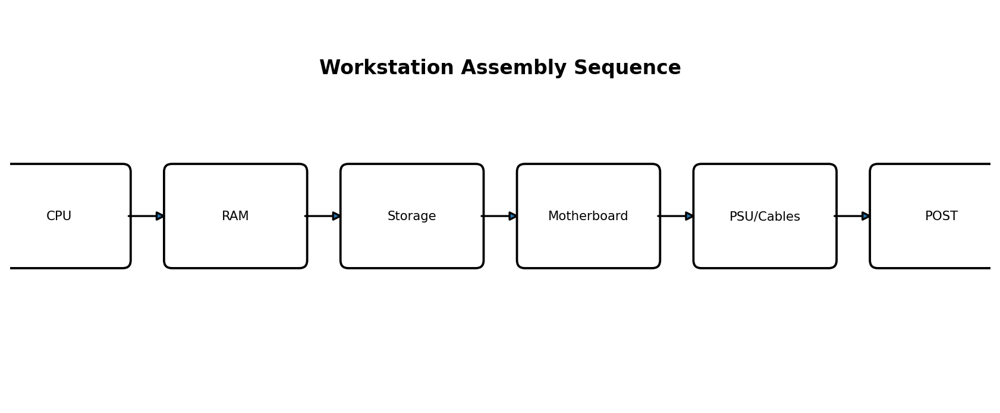 Workstation Assembly Sequence
CPU
RAM
Storage
Motherboard
PSU/Cables
POST